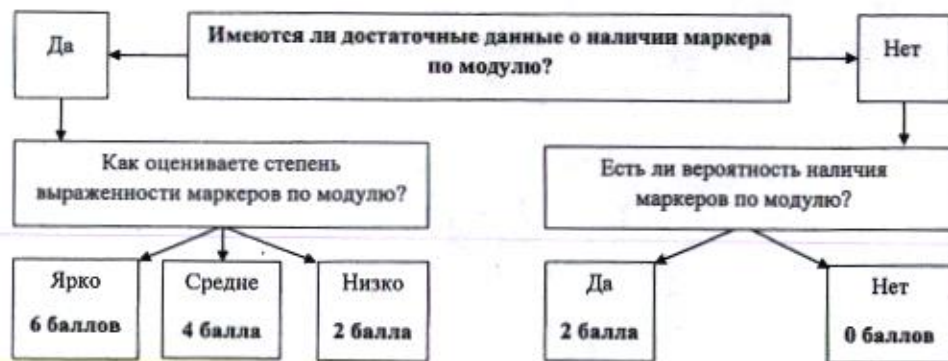 Да
Имеются ли достаточные данные о наличии маркера
по модулю?
Нет
Как оцениваете степень
выраженности маркеров по модулю?
Есть ли вероятность наличия
маркеров по модулю?
Ярко
6 баллов
Средне
4 балла
Низко
2 балла
Да
2 балла
Нет
0 баллов